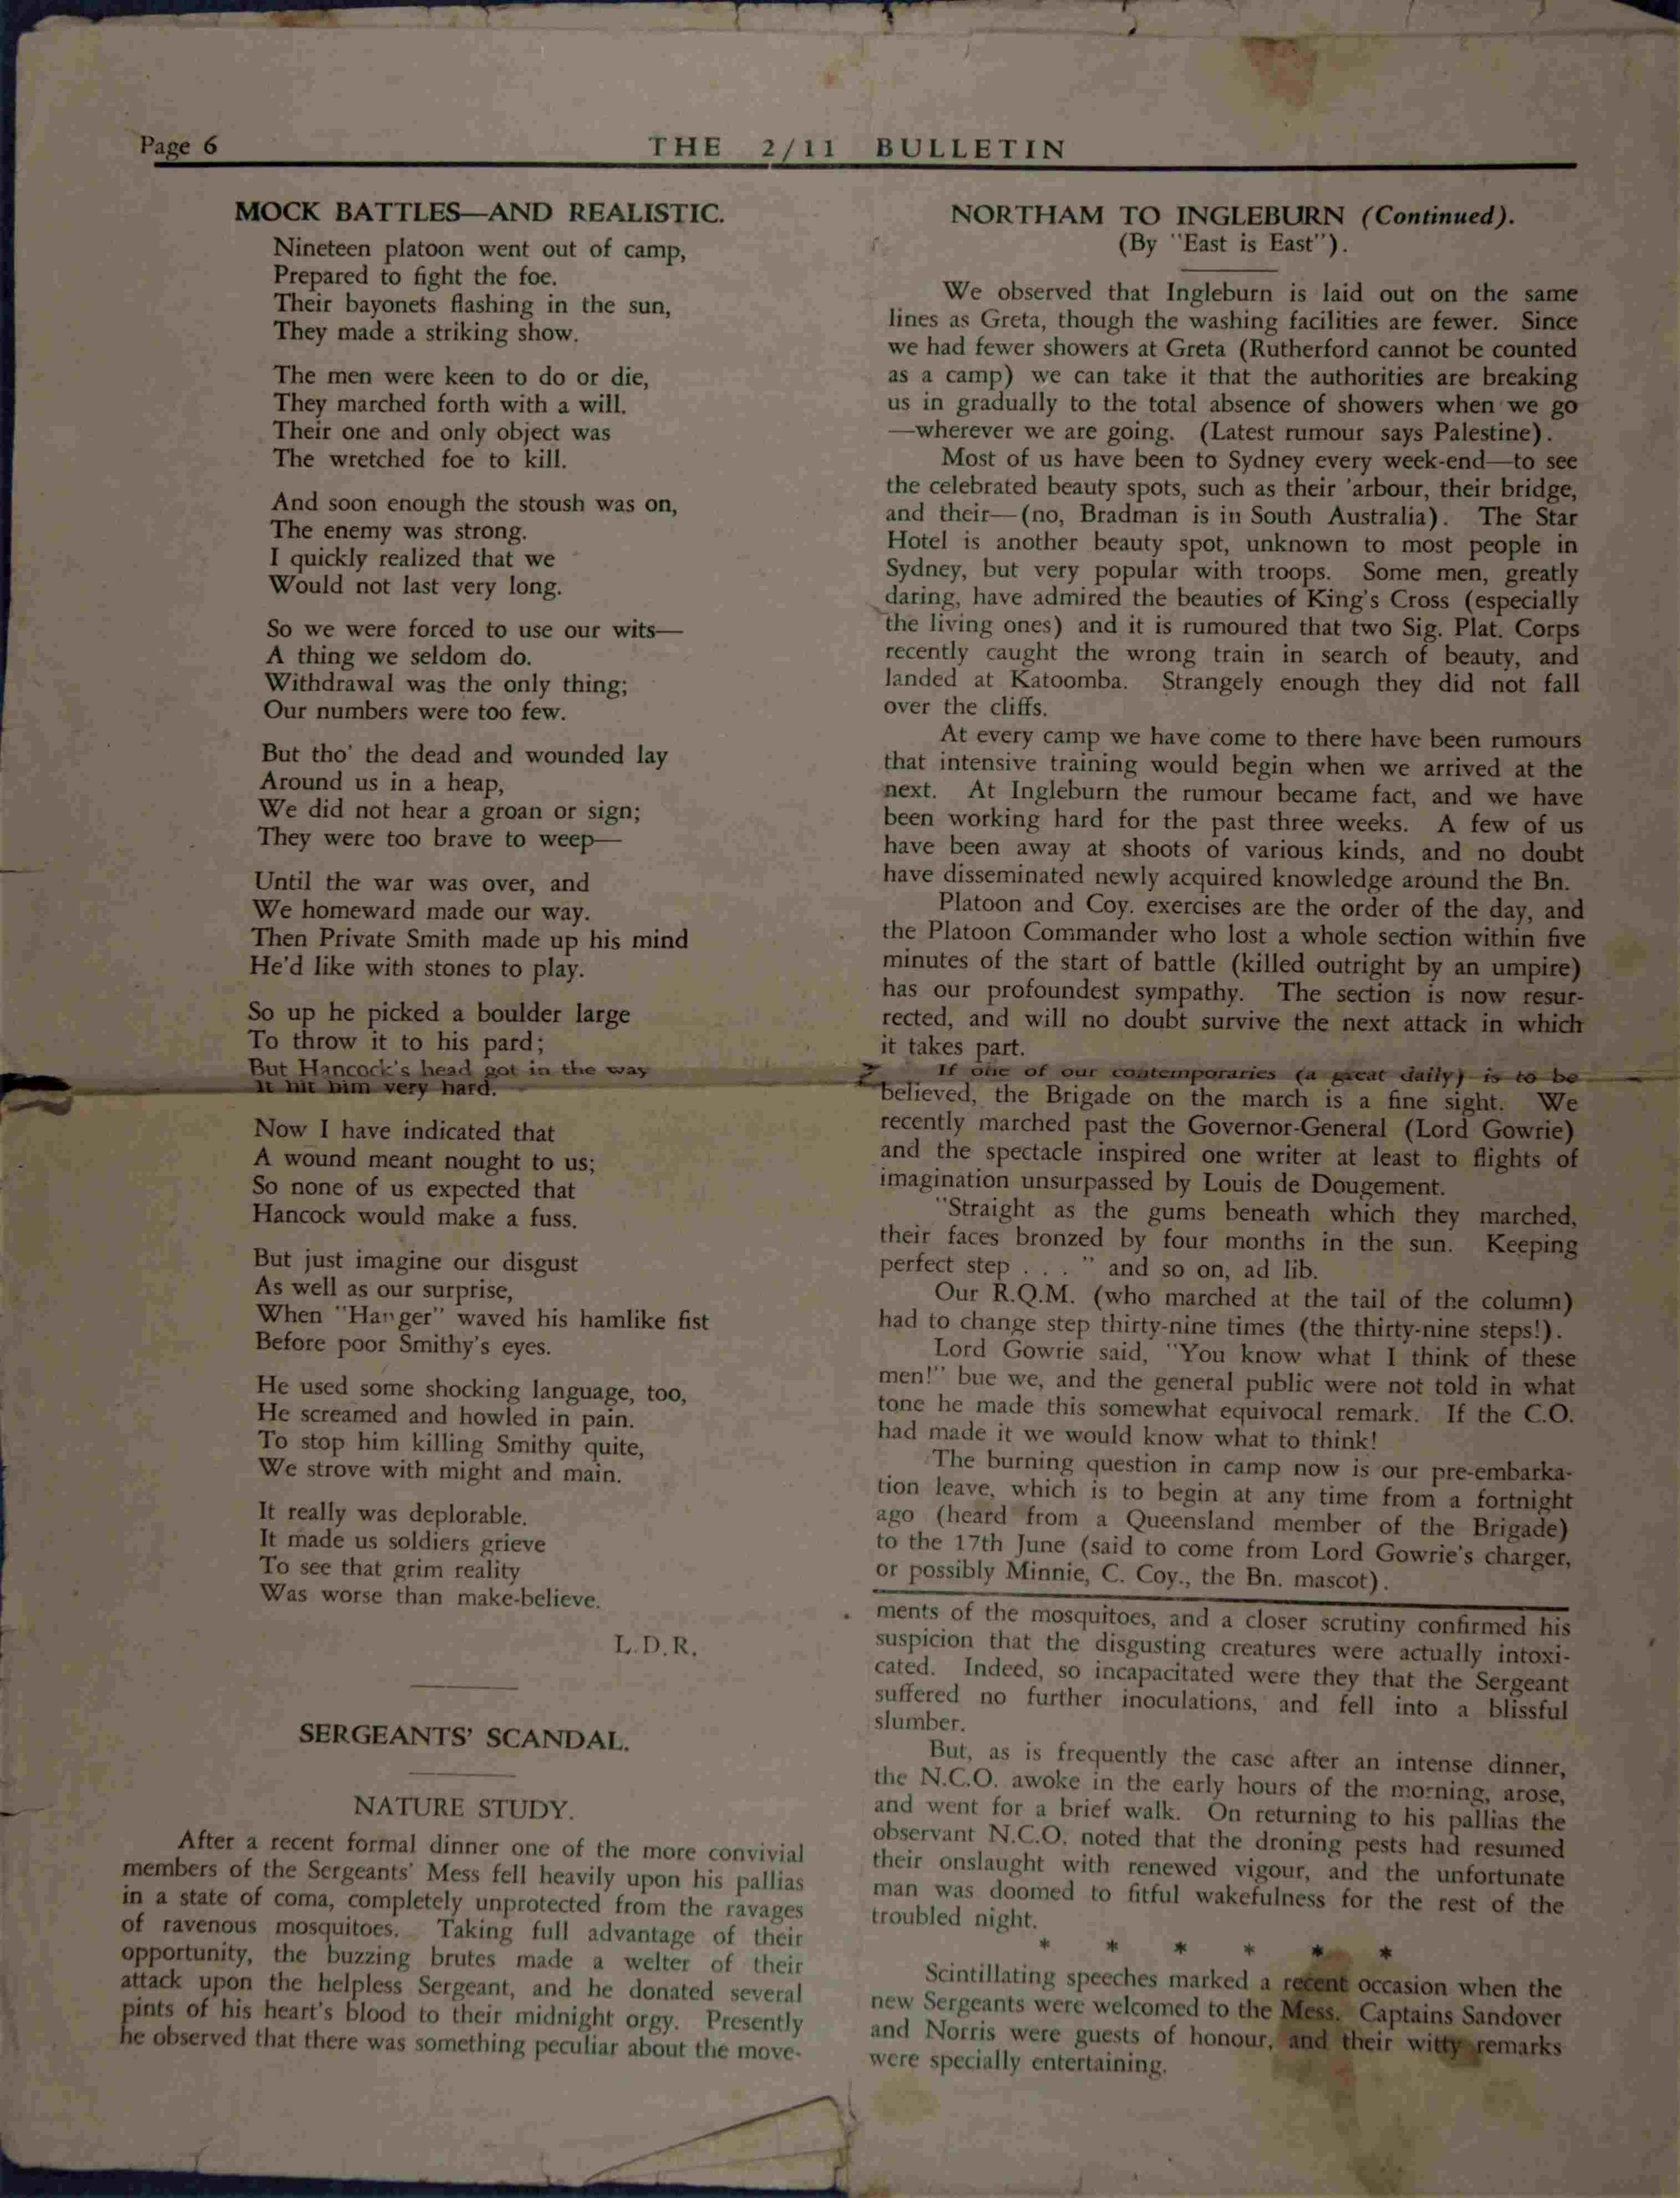 Page 6
THE 2/11 BULLETIN
MOCK BATTLES—AND REALISTIC.
Nineteen platoon went out of camp,
Prepared to fight the foe.
Their bayonets flashing in the sun,
They made a striking show.
The men were keen to do or die,
They marched forth with a will.
Their one and only object was
The wretched foe to kill.
And soon enough the stoush was on,
The enemy was strong.
I quickly realized that we
Would not last very long.
So we were forced to use our wits—
A thing we seldom do.
Withdrawal was the only thing;
Our numbers were too few.
But tho' the dead and wounded lay
Around us in a heap,
We did not hear a groan or sign;
They were too brave to weep—
Until the war was over, and
We homeward made our way.
Then Private Smith made up his mind
He'd like with stones to play.
So up he picked a boulder large
To throw it to his pard;
But Hancock's head got in the way
It hit him very hard.
Now I have indicated that
A wound meant nought to us;
So none of us expected that
Hancock would make a fuss.
But just imagine our disgust
As well as our surprise,
When "Hanger" waved his hamlike fist
Before poor Smithy's eyes.
He used some shocking language, too,
He screamed and howled in pain.
To stop him killing Smithy quite,
We strove with might and main.
It really was deplorable.
It made us soldiers grieve
To see that grim reality
Was worse than make-believe.
L.D.R.
SERGEANTS' SCANDAL.
NATURE STUDY.
After a recent formal dinner one of the more convivial
members of the Sergeants' Mess fell heavily upon his pallias
in a state of coma, completely unprotected from the ravages
of ravenous mosquitoes. Taking full advantage of their
opportunity, the buzzing brutes made a welter of their
attack upon the helpless Sergeant, and he donated several
pints of his heart's blood to their midnight orgy. Presently
he observed that there was something peculiar about the move-
NORTHAM TO INGLEBURN (Continued).
(By "East is East").
We observed that Ingleburn is laid out on the same
lines as Greta, though the washing facilities are fewer. Since
we had fewer showers at Greta (Rutherford cannot be counted
as a camp) we can take it that the authorities are breaking
us in gradually to the total absence of showers when we go
—wherever we are going. (Latest rumour says Palestine).
Most of us have been to Sydney every week-end—to see
the celebrated beauty spots, such as their 'arbour, their bridge,
and their—(no, Bradman is in South Australia). The Star
Hotel is another beauty spot, unknown to most people in
Sydney, but very popular with troops. Some men, greatly
daring, have admired the beauties of King's Cross (especially
the living ones) and it is rumoured that two Sig. Plat. Corps
recently caught the wrong train in search of beauty, and
landed at Katoomba. Strangely enough they did not fall
over the cliffs.
At every camp we have come to there have been rumours
that intensive training would begin when we arrived at the
next. At Ingleburn the rumour became fact, and we have
been working hard for the past three weeks. A few of us
have been away at shoots of various kinds, and no doubt
have disseminated newly acquired knowledge around the Bn.
Platoon and Coy. exercises are the order of the day, and
the Platoon Commander who lost a whole section within five
minutes of the start of battle (killed outright by an umpire)
has our profoundest sympathy. The section is now resur-
rected, and will no doubt survive the next attack in which
it takes part.
If one of our contemporaries (a great daily) is to be
believed, the Brigade on the march is a fine sight. We
recently marched past the Governor-General (Lord Gowrie)
and the spectacle inspired one writer at least to flights of
imagination unsurpassed by Louis de Dougement.
"Straight as the gums beneath which they marched,
their faces bronzed by four months in the sun. Keeping
perfect step . . . " and so on, ad lib.
Our R.Q.M. (who marched at the tail of the column)
had to change step thirty-nine times (the thirty-nine steps!).
Lord Gowrie said, "You know what I think of these
men!" bue we, and the general public were not told in what
tone he made this somewhat equivocal remark. If the C.O.
had made it we would know what to think!
The burning question in camp now is our pre-embarka-
tion leave, which is to begin at any time from a fortnight
ago (heard from a Queensland member of the Brigade)
to the 17th June (said to come from Lord Gowrie's charger,
or possibly Minnie, C. Coy., the Bn. mascot).
ments of the mosquitoes, and a closer scrutiny confirmed his
suspicion that the disgusting creatures were actually intoxi-
cated. Indeed, so incapacitated were they that the Sergeant
suffered no further inoculations, and fell into a blissful
slumber.
But, as is frequently the case after an intense dinner,
the N.C.O. awoke in the early hours of the morning, arose,
and went for a brief walk. On returning to his pallias the
observant N.C.O. noted that the droning pests had resumed
their onslaught with renewed vigour, and the unfortunate
man was doomed to fitful wakefulness for the rest of the
troubled night.
* * * * * *
Scintillating speeches marked a recent occasion when the
new Sergeants were welcomed to the Mess. Captains Sandover
and Norris were guests of honour, and their witty remarks
were specially entertaining.